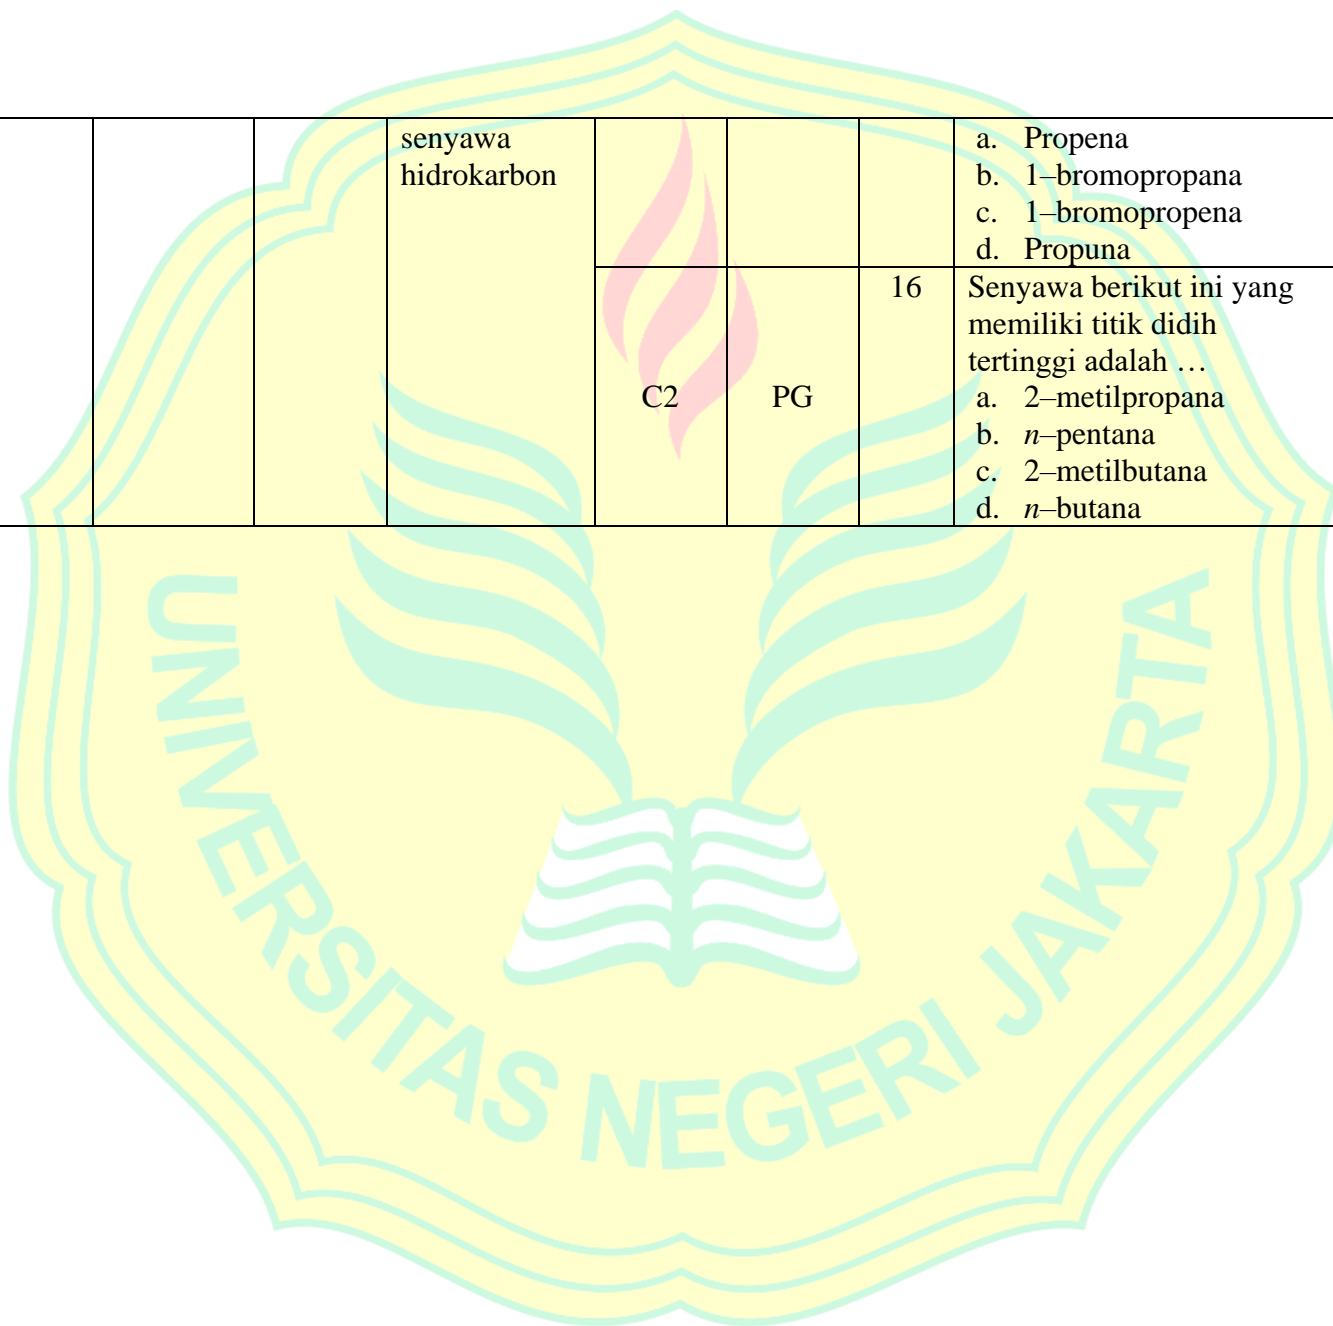 senyawa
hidrokarbon
a. Propena
b. 1–bromopropana
c. 1–bromopropena
d. Propuna
C2
PG
16
Senyawa berikut ini yang
memiliki titik didih
tertinggi adalah …
a. 2–metilpropana
b. n–pentana
c. 2–metilbutana
d. n–butana
UNIVERSITAS NEGERI JAKARTA